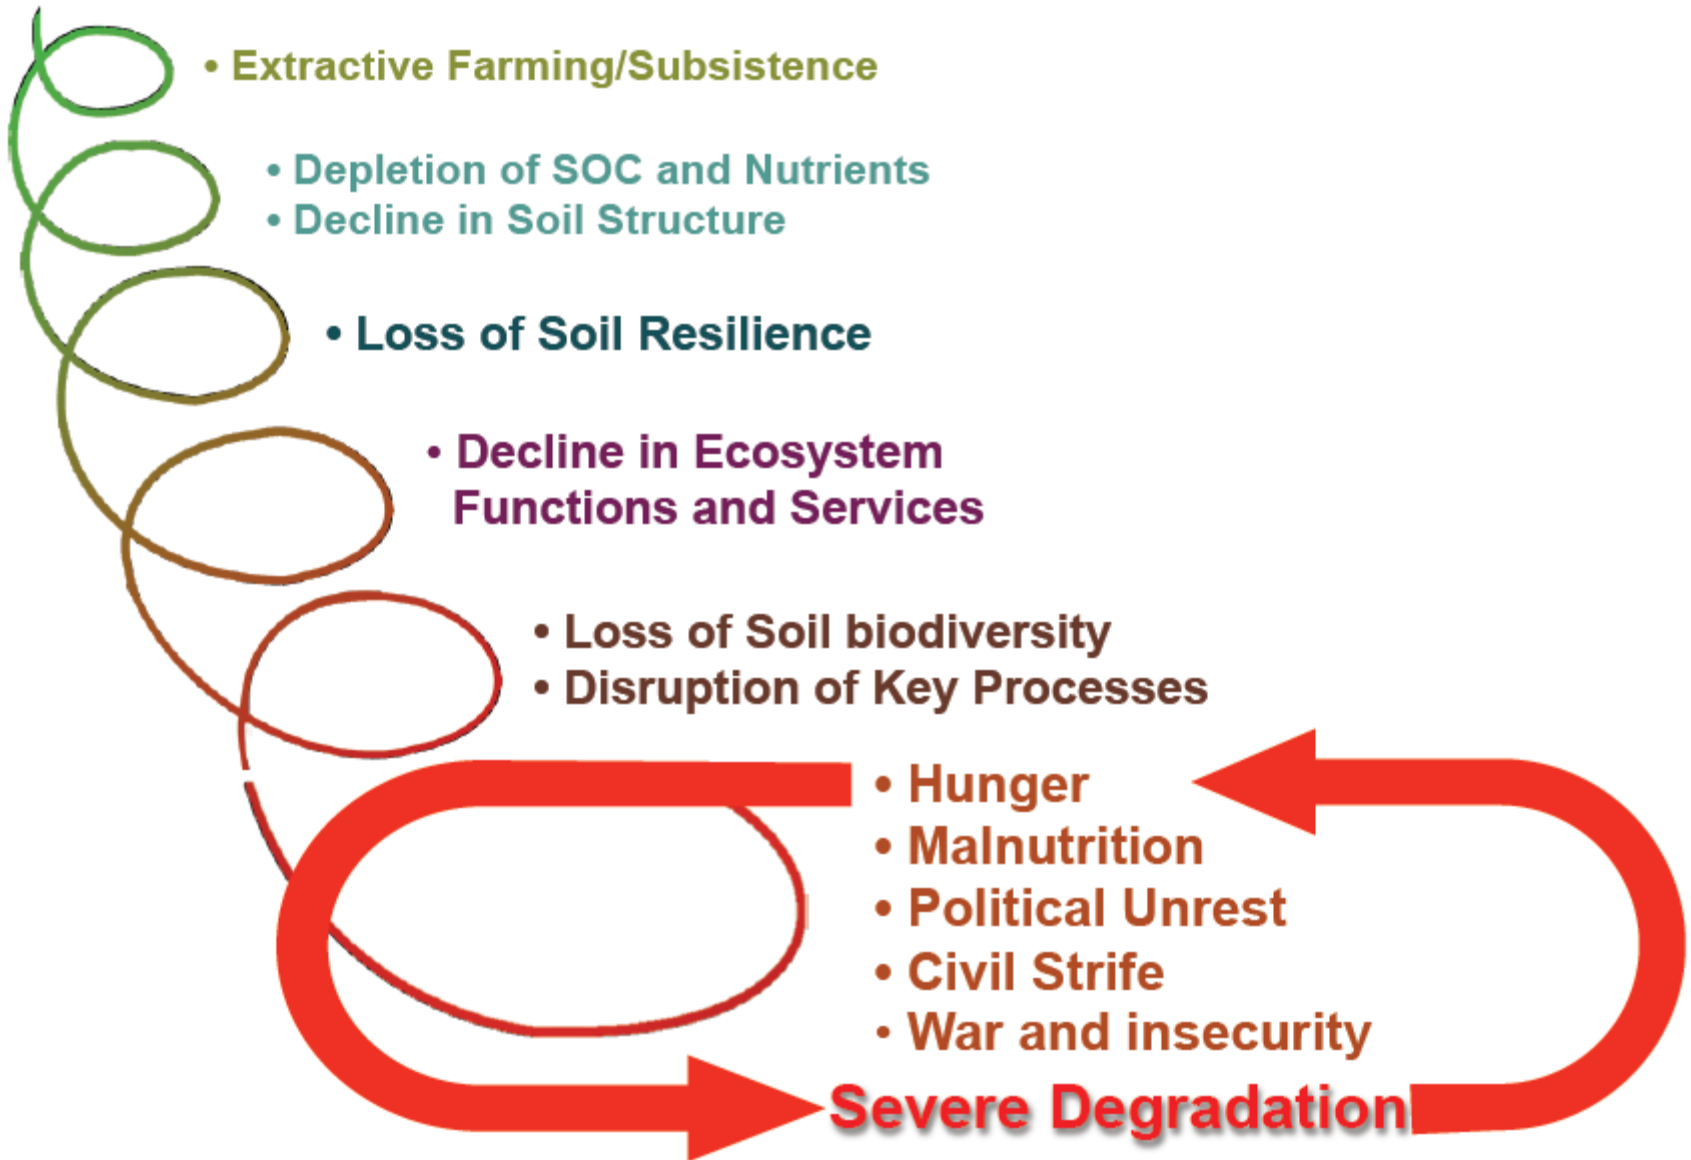 • Extractive Farming/Subsistence
• Depletion of SOC and Nutrients
• Decline in Soil Structure
• Loss of Soil Resilience
• Decline in Ecosystem
Functions and Services
• Loss of Soil biodiversity
• Disruption of Key Processes
• Hunger
• Malnutrition
• Political Unrest
• Civil Strife
• War and insecurity
Severe Degradation